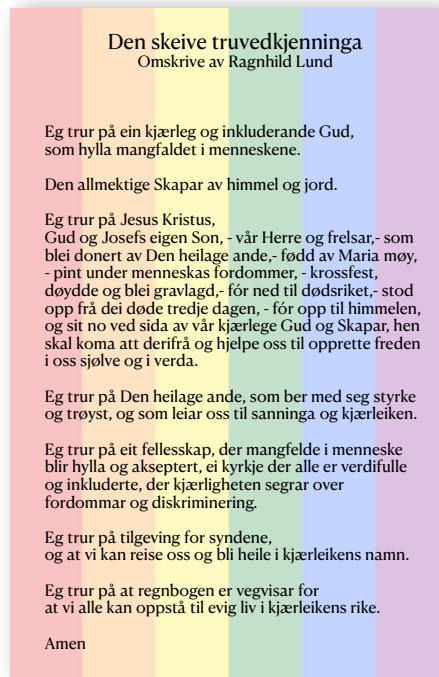 Den skeive truvedkjenninga
Omskrive av Ragnhild Lund
Eg trur på ein kjærleg og inkluderande Gud,
som hylla mangfaldet i menneskene.
Den allmektige Skapar av himmel og jord.
Eg trur på Jesus Kristus,
Gud og Josefs eigen Son, - vår Herre og frelsar,- som
blei donert av Den heilage ande,- fødd av Maria møy,
- pint under menneskas fordommer, - krossfest,
døydde og blei gravlagd,- fór ned til dødsriket,- stod
opp frå dei døde tredje dagen, - fór opp til himmelen,
og sit no ved sida av vår kjærlege Gud og Skapar, hen
skal koma att derifrå og hjelpe oss til opprette freden
i oss sjølve og i verda.
Eg trur på Den heilage ande, som ber med seg styrke
og trøyst, og som leiar oss til sanninga og kjærleiken.
Eg trur på eit fellesskap, der mangfelde i menneske
blir hylla og akseptert, ei kyrkje der alle er verdifulle
og inkluderte, der kjærligheten segrar over
fordommar og diskriminering.
Eg trur på tilgeving for syndene,
og at vi kan reise oss og bli heile i kjærleikens namn.
Eg trur på at regnbogen er vegvisar for
at vi alle kan oppstå til evig liv i kjærleikens rike.
Amen